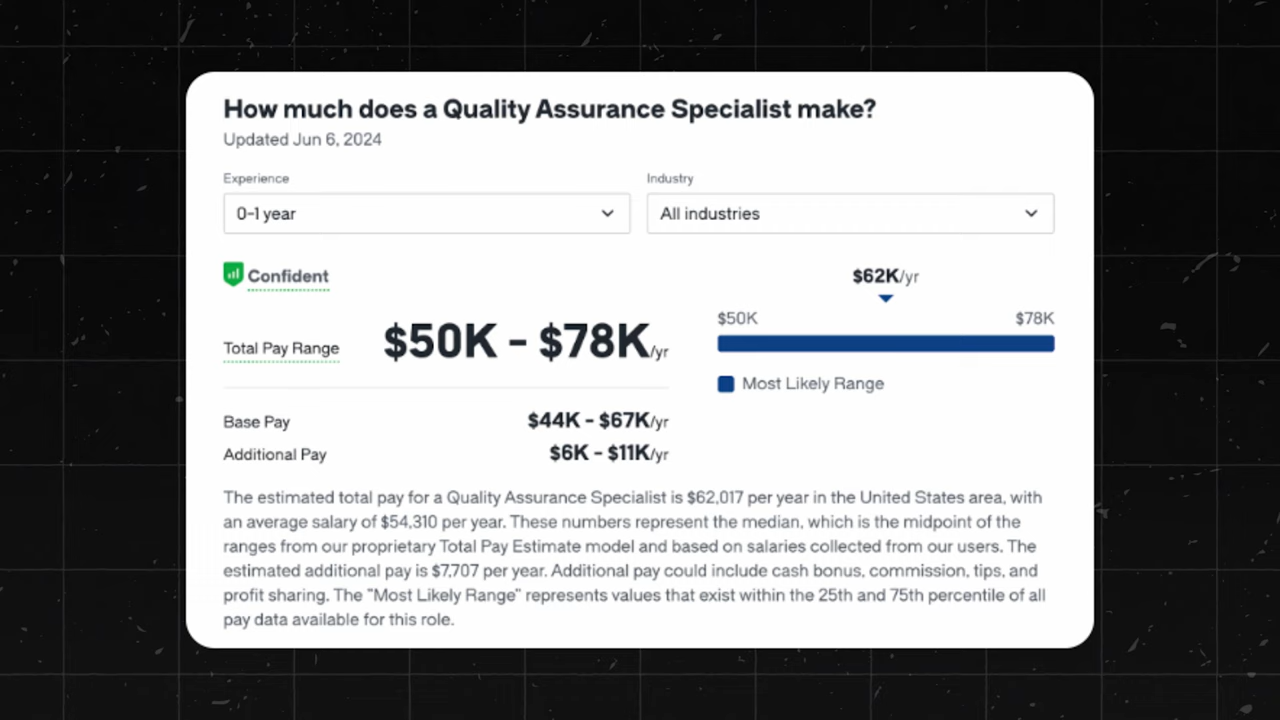 How much does a Quality Assurance Specialist make?
Updated Jun 6, 2024
Experience
Industry
0-1 year
All industries
Confident
$62K/yr
$50K
$78K
Total Pay Range
$50K - $78K/yr
Most Likely Range
Base Pay
$44K - $67K/yr
Additional Pay
$6K - $11K/yr
The estimated total pay for a Quality Assurance Specialist is $62,017 per year in the United States area, with
an average salary of $54,310 per year. These numbers represent the median, which is the midpoint of the
ranges from our proprietary Total Pay Estimate model and based on salaries collected from our users. The
estimated additional pay is $7,707 per year. Additional pay could include cash bonus, commission, tips, and
profit sharing. The "Most Likely Range" represents values that exist within the 25th and 75th percentile of all
pay data available for this role.